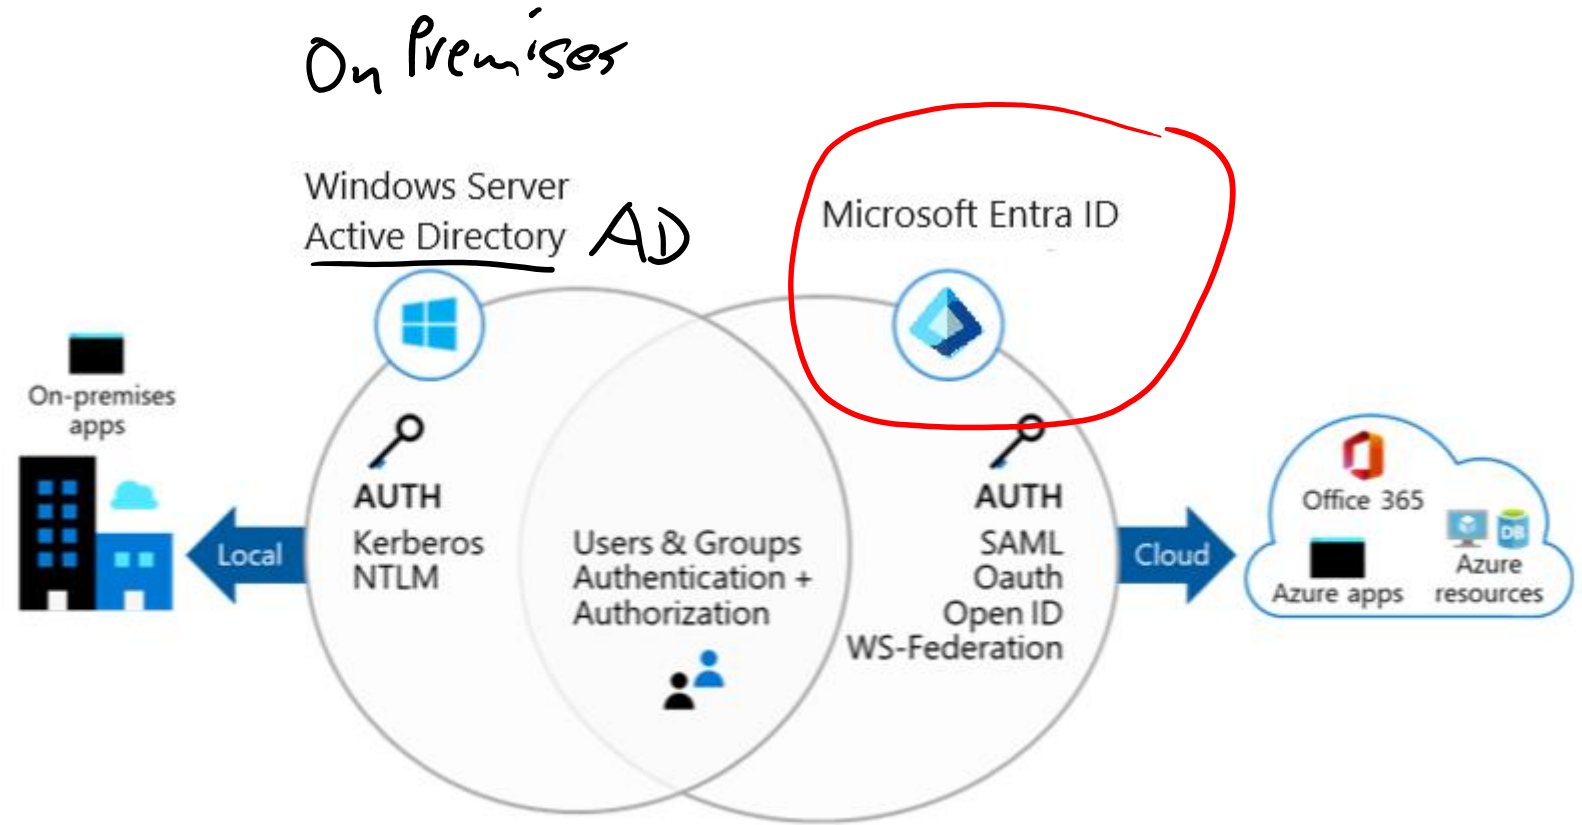 On Premises
Windows Server
Active Directory AD
Microsoft Entra ID
On-premises
apps
Local
AUTH
Kerberos
NTLM
Users & Groups
Authentication +
Authorization
AUTH
SAML
Oauth
Open ID
WS-Federation
Cloud
Office 365
Azure apps
DB
Azure
resources